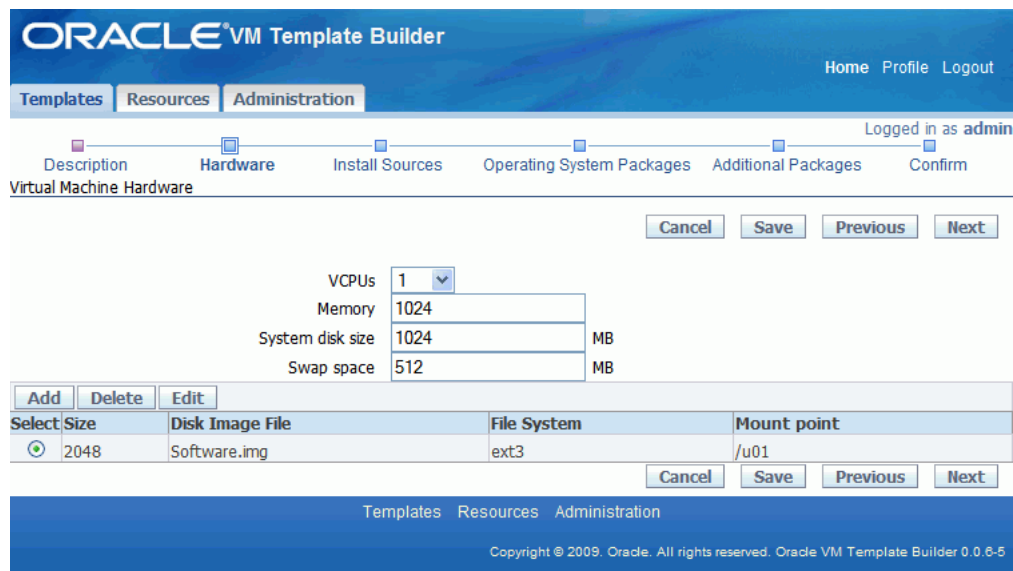 ORACLE VM Template Builder
Home Profile Logout
Templates Resources Administration
Logged in as admin
Description Hardware Install Sources Operating System Packages Additional Packages Confirm
Virtual Machine Hardware
Cancel Save Previous Next
VCPUs 1
Memory 1024
System disk size 1024 MB
Swap space 512 MB
Add Delete Edit
Select Size Disk Image File File System Mount point
2048 Software.img ext3 /u01
Cancel Save Previous Next
Templates Resources Administration
Copyright © 2009. Oracle. All rights reserved. Oracle VM Template Builder 0.0.6-5